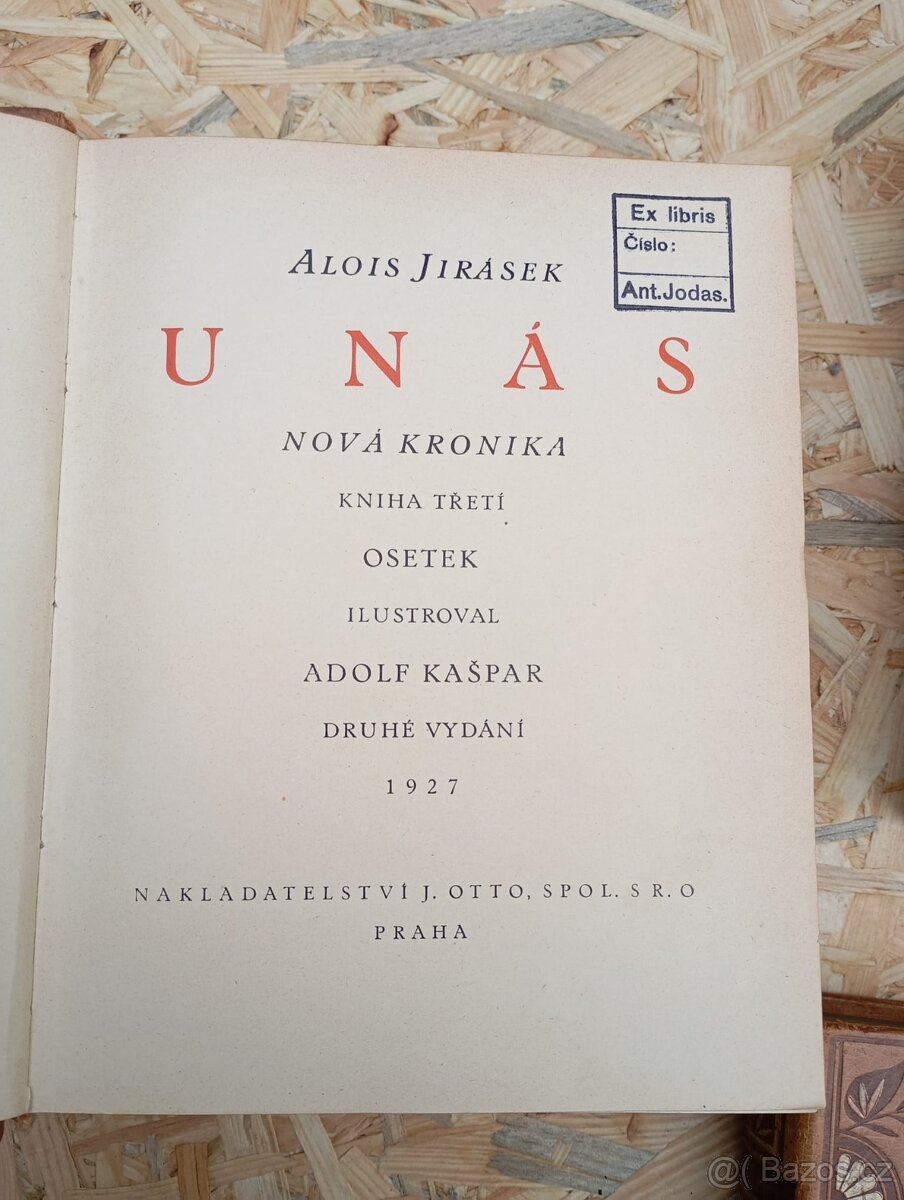 Ex libris
Číslo:
Ant.Jodas.
ALOIS JIRÁSEK
U NÁS
NOVÁ KRONIKA
KNIHA TŘETÍ
OSETEK
ILUSTROVAL
ADOLF KAŠPAR
DRUHÉ VYDÁNÍ
1927
NAKLADATELSTVÍ J. OTTO, SPOL. S R. O
PRAHA
@( Bazos.cz